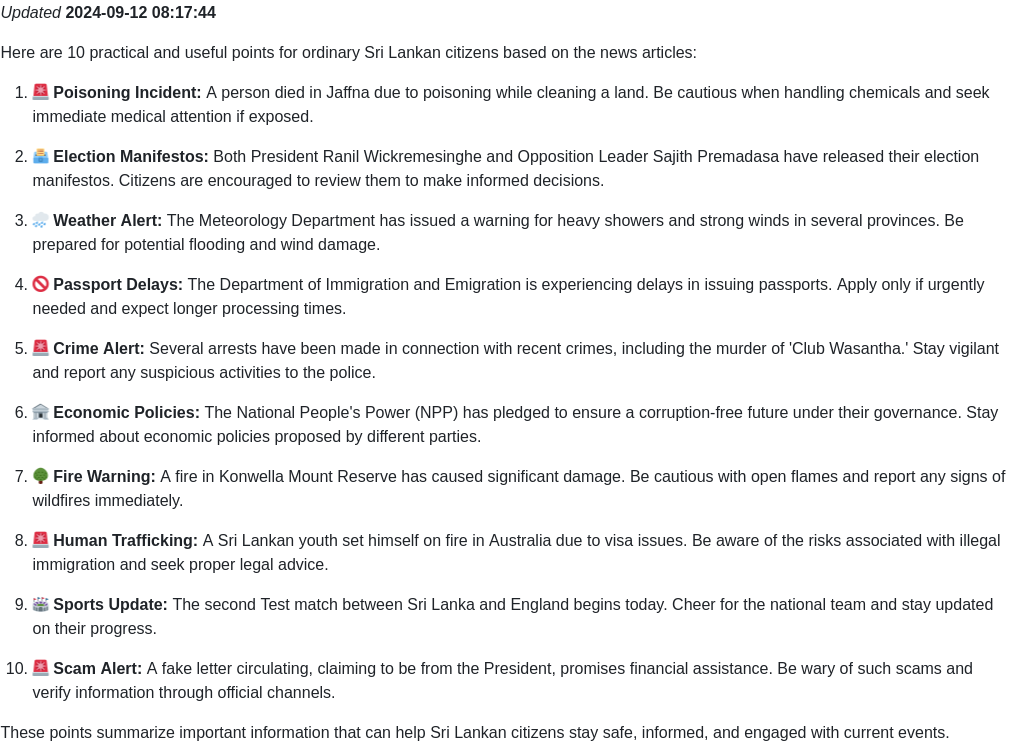 Updated 2024-09-12 08:17:44
Here are 10 practical and useful points for ordinary Sri Lankan citizens based on the news articles:
1. 🚨 Poisoning Incident: A person died in Jaffna due to poisoning while cleaning a land. Be cautious when handling chemicals and seek
immediate medical attention if exposed.
2. 🗳️ Election Manifestos: Both President Ranil Wickremesinghe and Opposition Leader Sajith Premadasa have released their election
manifestos. Citizens are encouraged to review them to make informed decisions.
3. 🌨️ Weather Alert: The Meteorology Department has issued a warning for heavy showers and strong winds in several provinces. Be
prepared for potential flooding and wind damage.
4. 🚫 Passport Delays: The Department of Immigration and Emigration is experiencing delays in issuing passports. Apply only if urgently
needed and expect longer processing times.
5. 🚨 Crime Alert: Several arrests have been made in connection with recent crimes, including the murder of 'Club Wasantha.' Stay vigilant
and report any suspicious activities to the police.
6. 🏛️ Economic Policies: The National People's Power (NPP) has pledged to ensure a corruption-free future under their governance. Stay
informed about economic policies proposed by different parties.
7. 🌳 Fire Warning: A fire in Konwella Mount Reserve has caused significant damage. Be cautious with open flames and report any signs of
wildfires immediately.
8. 🚨 Human Trafficking: A Sri Lankan youth set himself on fire in Australia due to visa issues. Be aware of the risks associated with illegal
immigration and seek proper legal advice.
9. 🏟️ Sports Update: The second Test match between Sri Lanka and England begins today. Cheer for the national team and stay updated
on their progress.
10. 🚨 Scam Alert: A fake letter circulating, claiming to be from the President, promises financial assistance. Be wary of such scams and
verify information through official channels.
These points summarize important information that can help Sri Lankan citizens stay safe, informed, and engaged with current events.